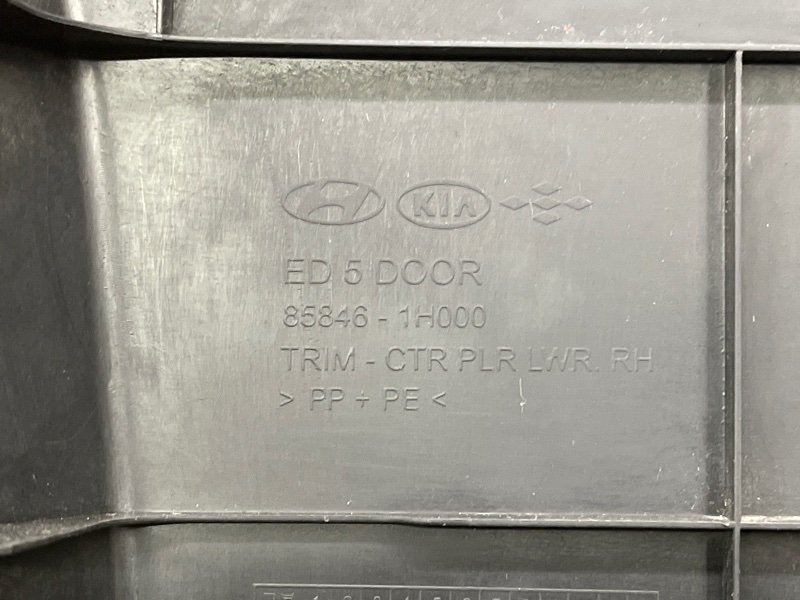 KIA
ED 5 DOOR
85846 - 1H000
TRIM - CTR PLR LWR. RH
> PP + PE <